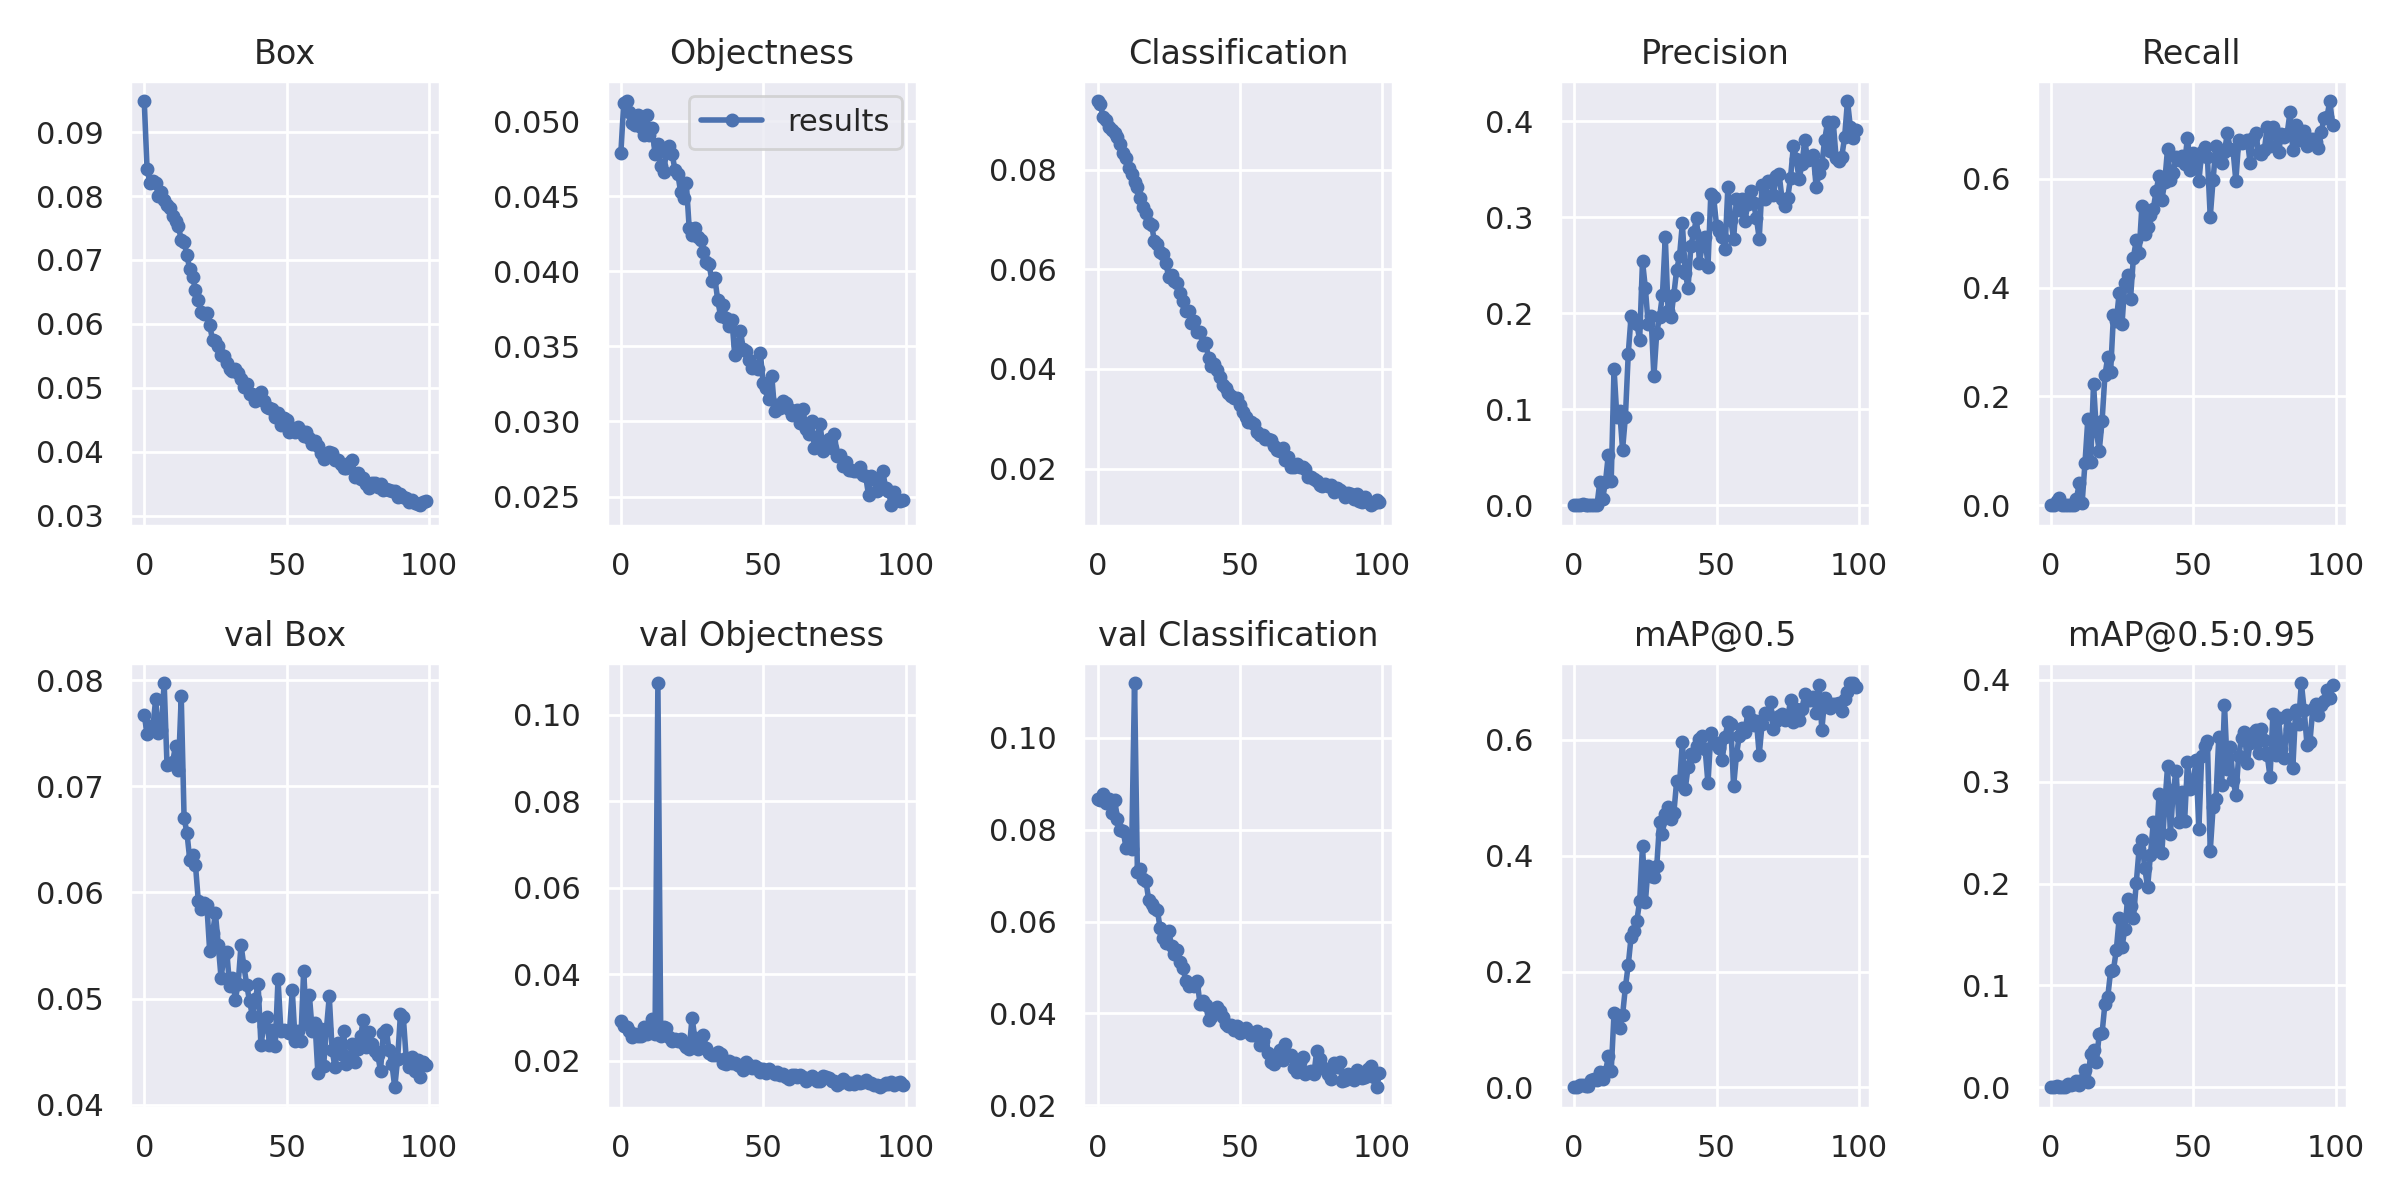 Box
Objectness
Classification
Precision
Recall
0.09
0.08
0.07
0.06
0.05
0.04
0.03
0 50 100
results
0.050
0.045
0.040
0.035
0.030
0.025
0 50 100
0.08
0.06
0.04
0.02
0 50 100
0.4
0.3
0.2
0.1
0.0
0 50 100
0.6
0.4
0.2
0.0
0 50 100
val Box
val Objectness
val Classification
mAP@0.5
mAP@0.5:0.95
0.08
0.07
0.06
0.05
0.04
0 50 100
0.10
0.08
0.06
0.04
0.02
0 50 100
0.10
0.08
0.06
0.04
0.02
0 50 100
0.6
0.4
0.2
0.0
0 50 100
0.4
0.3
0.2
0.1
0.0
0 50 100